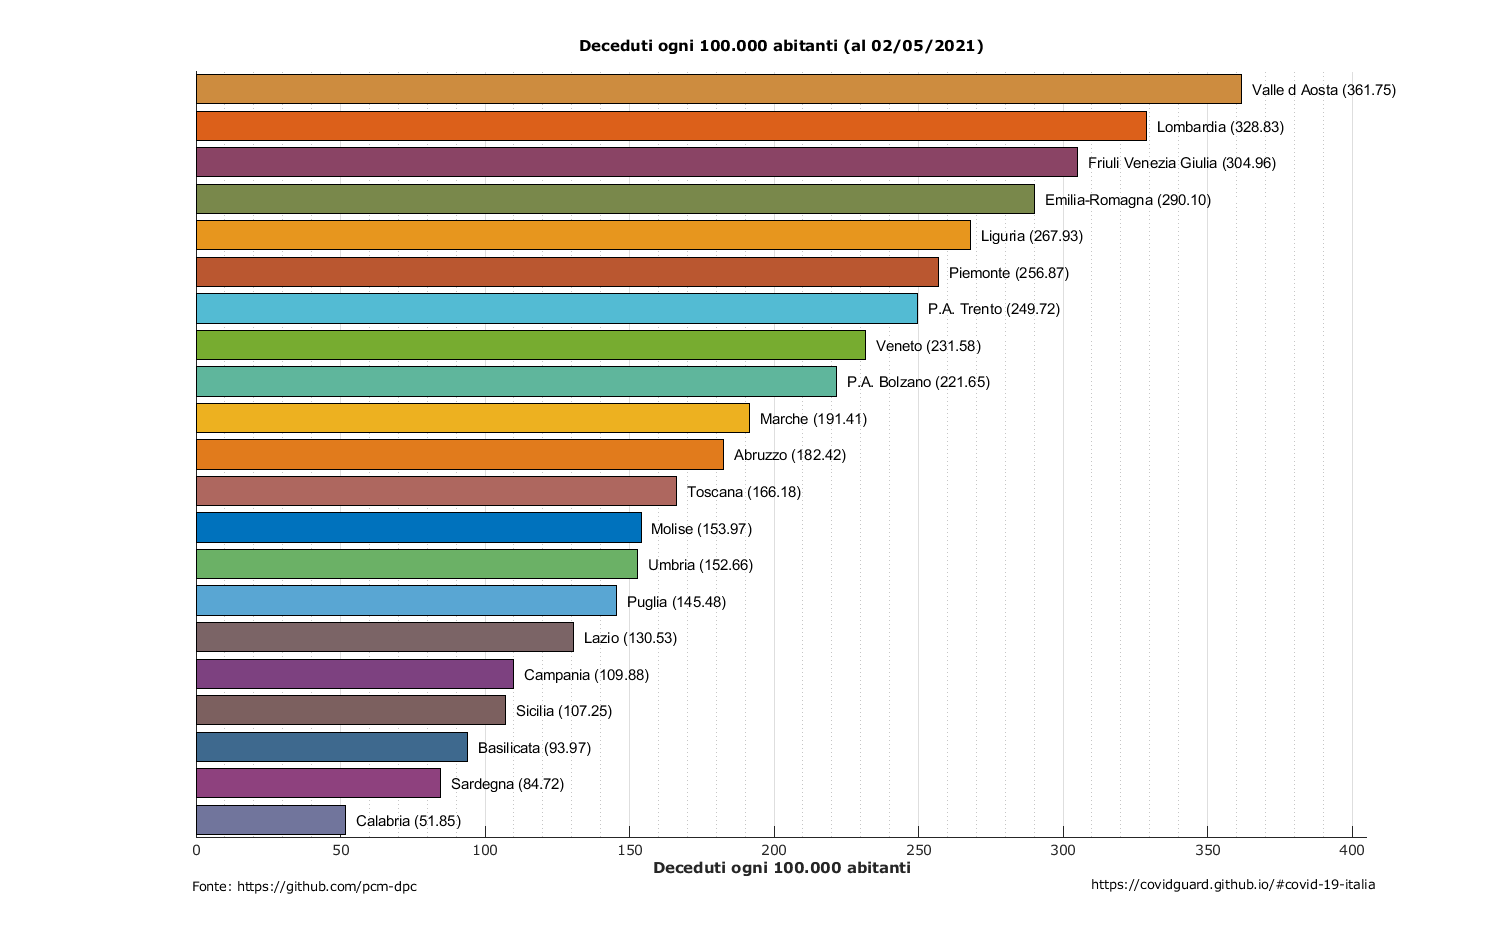 Deceduti ogni 100.000 abitanti (al 02/05/2021)
Valle d Aosta (361.75)
Lombardia (328.83)
Friuli Venezia Giulia (304.96)
Emilia-Romagna (290.10)
Liguria (267.93)
Piemonte (256.87)
P.A. Trento (249.72)
Veneto (231.58)
P.A. Bolzano (221.65)
Marche (191.41)
Abruzzo (182.42)
Toscana (166.18)
Molise (153.97)
Umbria (152.66)
Puglia (145.48)
Lazio (130.53)
Campania (109.88)
Sicilia (107.25)
Basilicata (93.97)
Sardegna (84.72)
Calabria (51.85)
0 50 100 150 200 250 300 350 400
Deceduti ogni 100.000 abitanti
Fonte: https://github.com/pcm-dpc
https://covidguard.github.io/#covid-19-italia